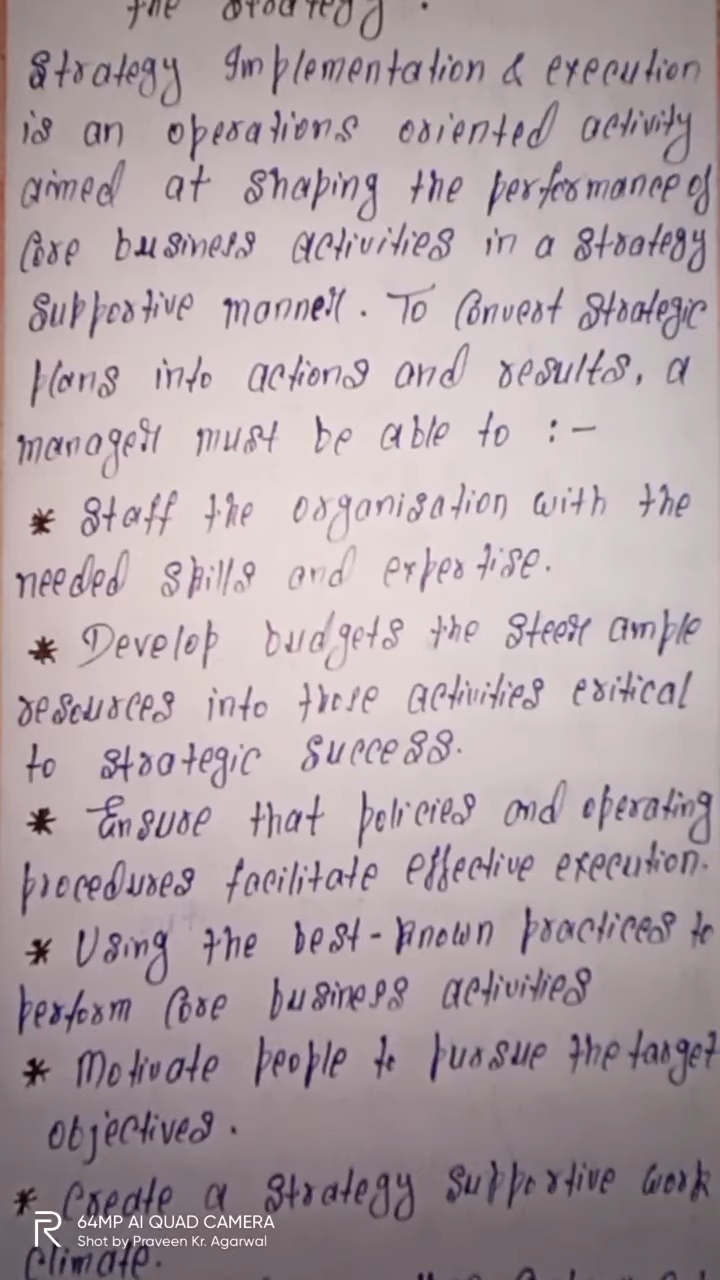 the strategy.
Strategy Implementation & execution
is an operations oriented activity
aimed at shaping the performance of
Core business activities in a strategy
supportive manner. To Convert Strategic
plans into actions and results, a
manager must be able to :-
* Staff the organisation with the
needed skills and expertise.
* Develop budgets the steer ample
resources into those activities critical
to strategic success.
* Ensure that policies and operating
procedures facilitate effective execution.
* Using the best-known practices to
perform Core business activities
* Motivate people to pursue the target
objectives.
* Create a strategy supportive work
Climate.
R
64MP AI QUAD CAMERA
Shot by Praveen Kr. Agarwal